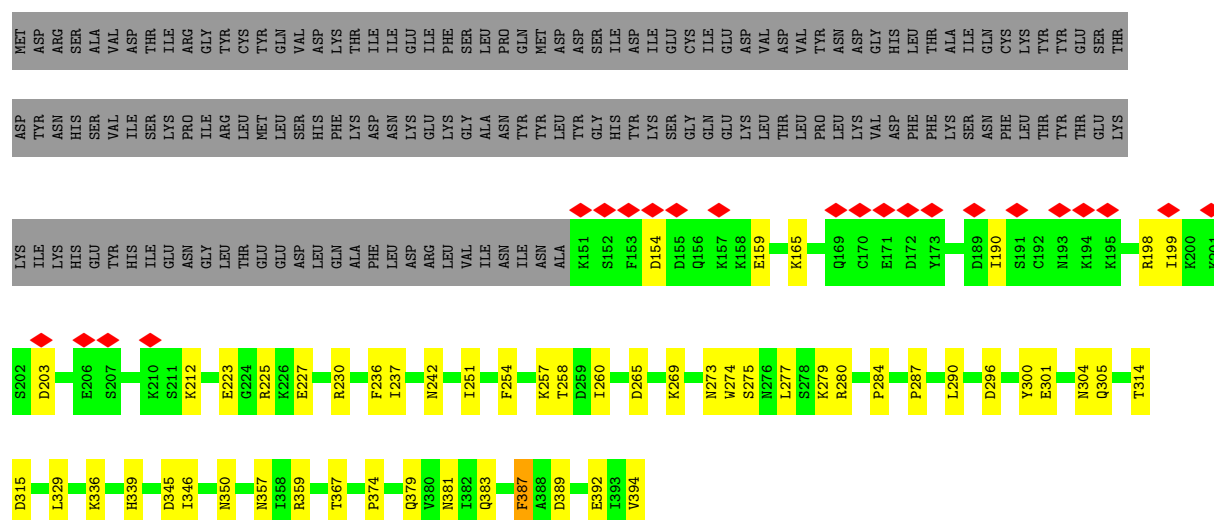 MET ASP ARG SER ALA VAL ASP THR ILE ARG GLY TYR CYS TYR GLN VAL ASP LYS THR ILE ILE GLU ILE PHE SER LEU PRO GLN MET ASP ASP SER ILE ASP ILE GLU CYS ILE GLU ASP VAL ASP VAL TYR ASN ASP GLY HIS LEU THR ALA ILE GLN CYS LYS TYR TYR GLU SER THR
ASP TYR ASN HIS SER VAL ILE SER LYS PRO ILE ARG LEU MET LEU SER HIS PHE LYS ASP ASN LYS GLU LYS GLY ALA ASN TYR TYR LEU TYR GLY HIS TYR LYS SER GLY GLN GLU LYS LEU THR LEU PRO LEU LYS VAL ASP PHE PHE LYS SER ASN PHE LEU THR TYR THR GLU LYS
LYS ILE LYS HIS GLU TYR HIS ILE GLU ASN GLY LEU THR GLU GLU ASP LEU GLN ALA PHE LEU ASP ARG LEU VAL ILE ASN ILE ASN ALA K151 S152 F153 D154 D155 Q156 K157 K158 E159 K165 Q169 C170 E171 D172 Y173 D189 I190 S191 C192 N193 K194 K195 R198 I199 K200 K201
S202 D203 E206 S207 K210 S211 K212 E223 G224 R225 K226 E227 R230 F236 I237 N242 I251 F254 K257 T258 D259 I260 D265 K269 N273 W274 S275 N276 L277 S278 K279 R280 P284 P287 L290 D296 Y300 E301 N304 Q305 T314
D315 L329 K336 H339 D345 I346 N350 N357 I358 R359 T367 P374 Q379 V380 N381 I382 Q383 F387 A388 D389 E392 I393 V394